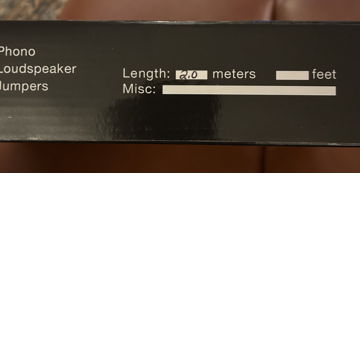 Phono
Loudspeaker
Jumpers
Length: 2.0 meters feet
Misc: